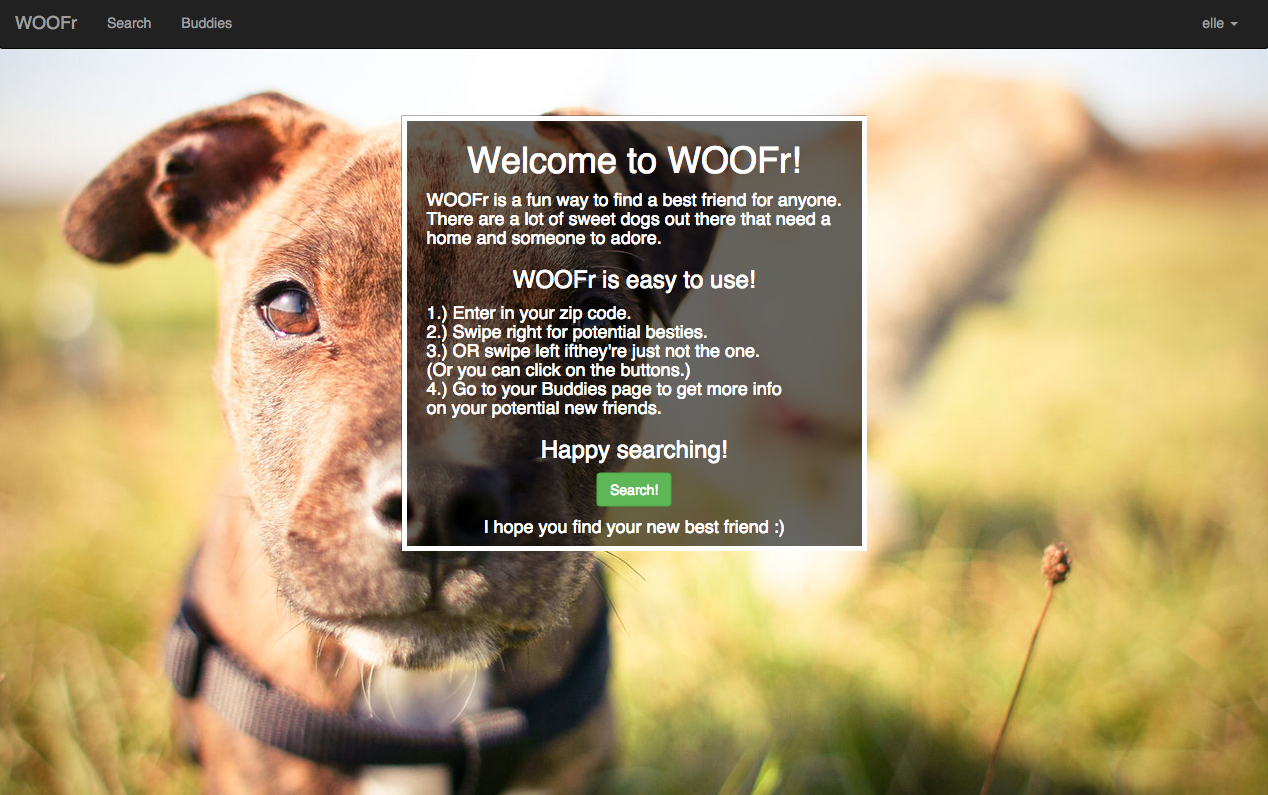 WOOFr Search Buddies elle
Welcome to WOOFr!
WOOFr is a fun way to find a best friend for anyone.
There are a lot of sweet dogs out there that need a
home and someone to adore.
WOOFr is easy to use!
1.) Enter in your zip code.
2.) Swipe right for potential besties.
3.) OR swipe left ifthey're just not the one.
(Or you can click on the buttons.)
4.) Go to your Buddies page to get more info
on your potential new friends.
Happy searching!
Search!
I hope you find your new best friend :)